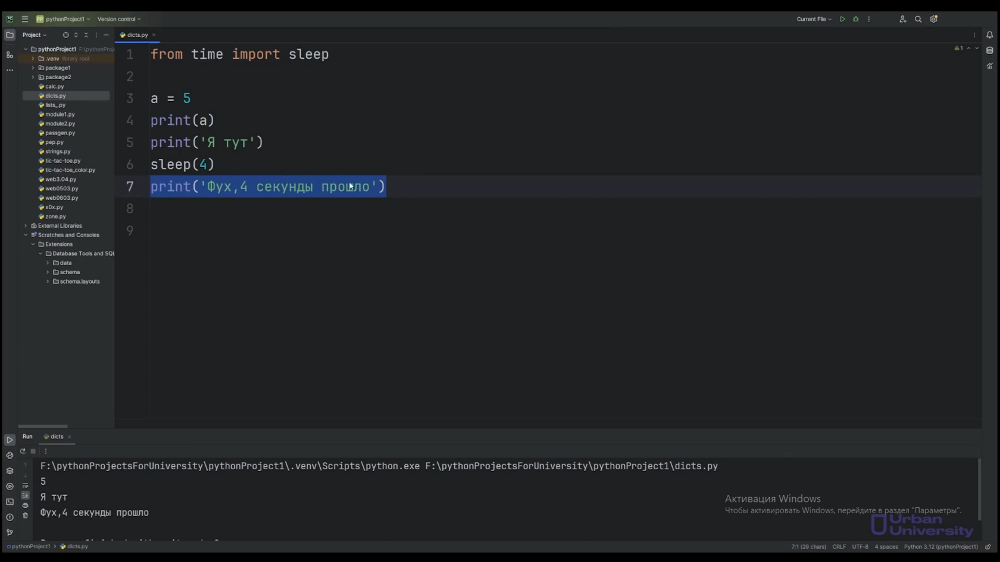 pythonProject1
Version control
Current File
Project
dicts.py
1
pythonProject1 F:\pythonProj
.venv library root
package1
package2
calc.py
dicts.py
lists_.py
module1.py
module2.py
passgen.py
pep.py
strings.py
tic-tac-toe.py
tic-tac-toe_color.py
web3.04.py
web0503.py
web0603.py
x0x.py
zone.py
External Libraries
Scratches and Consoles
Extensions
Database Tools and SQL
data
schema
schema.layouts
1 from time import sleep
2
3 a = 5
4 print(a)
5 print('Я тут')
6 sleep(4)
7 print('Фух,4 секунды прошло')
8
9
Run dicts
F:\pythonProjectsForUniversity\pythonProject1\.venv\Scripts\python.exe F:\pythonProjectsForUniversity\pythonProject1\dicts.py
5
Я тут
Фух,4 секунды прошло
Активация Windows
Чтобы активировать Windows, перейдите в раздел "Параметры".
Urban
University
pythonProject1 > dicts.py
7:1 (29 chars) CRLF UTF-8 4 spaces Python 3.12 (pythonProject1)